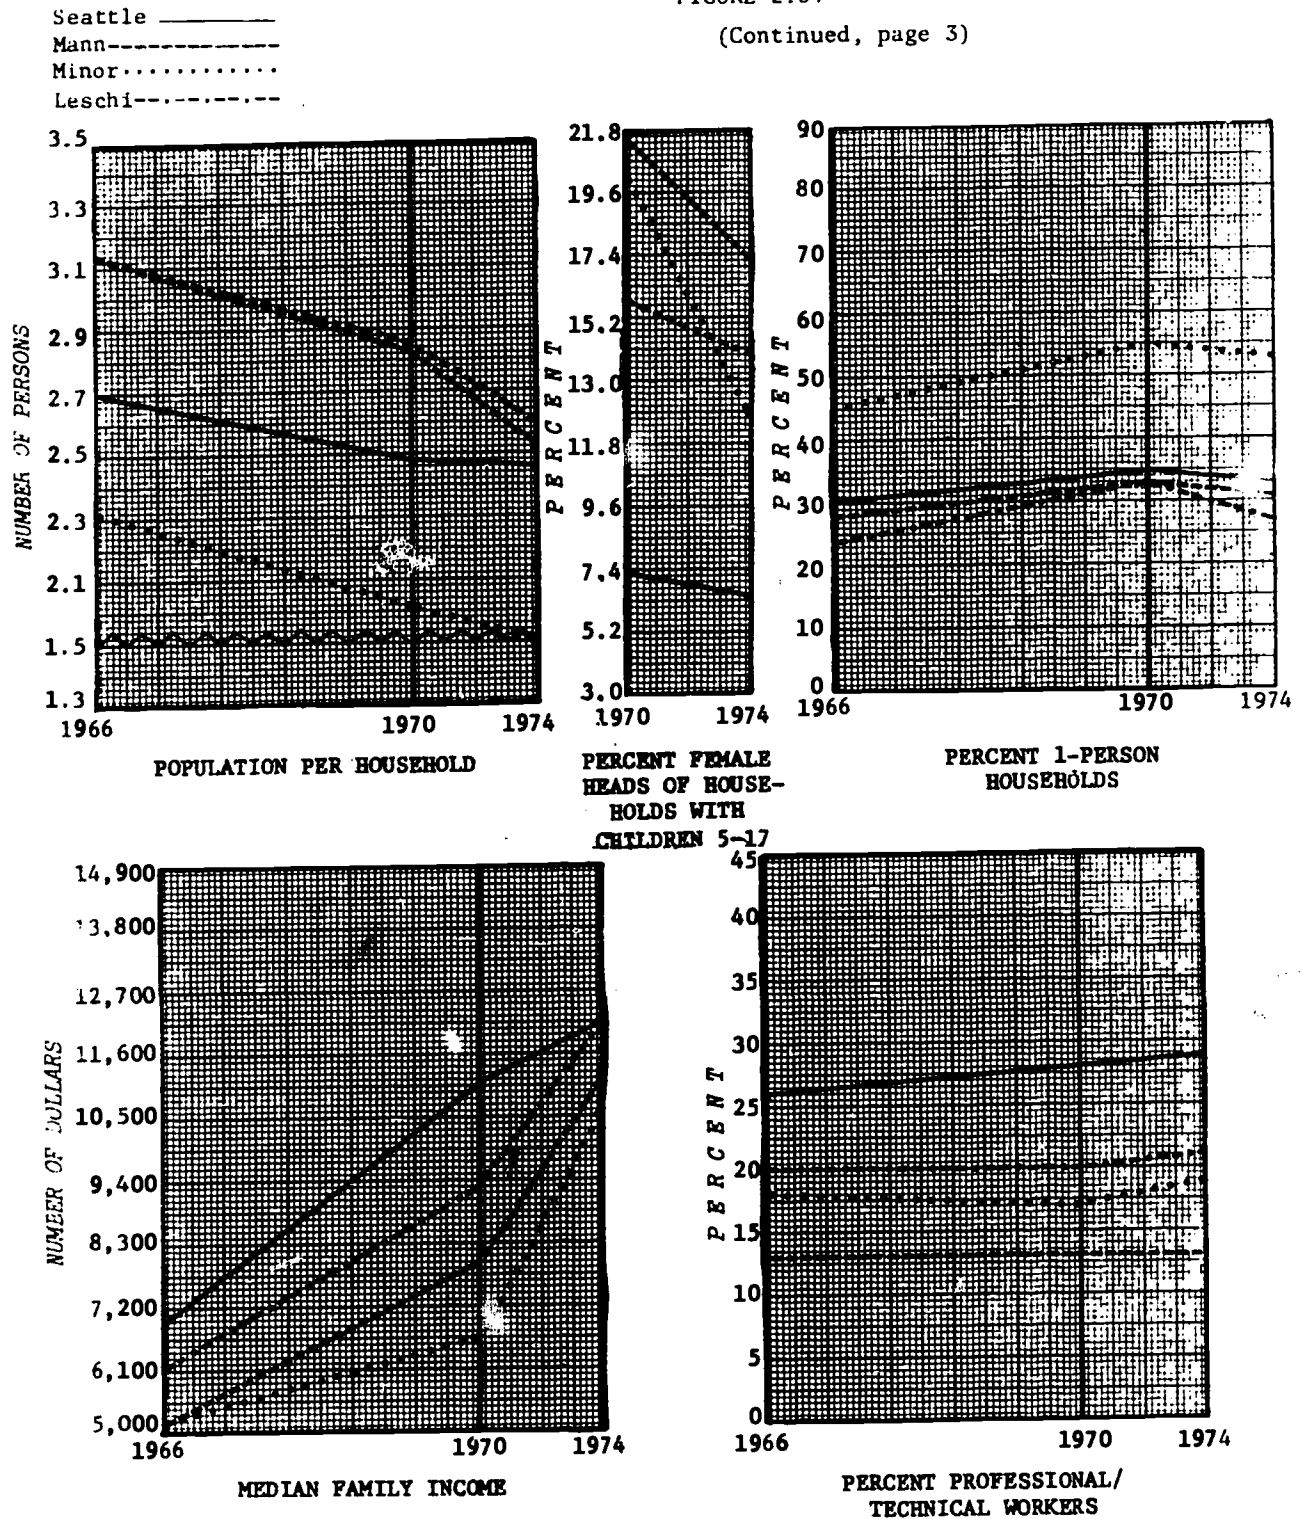 (Continued, page 3)
Seattle
Mann
Minor
Leschi
3.5
3.3
3.1
2.9
2.7
2.5
2.3
2.1
1.5
1.3
NUMBER OF PERSONS
1966 1970 1974
POPULATION PER HOUSEHOLD
21.8
19.6
17.4
15.2
13.0
11.8
9.6
7.4
5.2
3.0
PERCENT
1970 1974
PERCENT FEMALE
HEADS OF HOUSE-
HOLDS WITH
CHILDREN 5-17
90
80
70
60
50
40
30
20
10
0
PERCENT
1966 1970 1974
PERCENT 1-PERSON
HOUSEHOLDS
14,900
13,800
12,700
11,600
10,500
9,400
8,300
7,200
6,100
5,000
NUMBER OF DOLLARS
1966 1970 1974
MEDIAN FAMILY INCOME
45
40
35
30
25
20
15
10
5
0
PERCENT
1966 1970 1974
PERCENT PROFESSIONAL/
TECHNICAL WORKERS